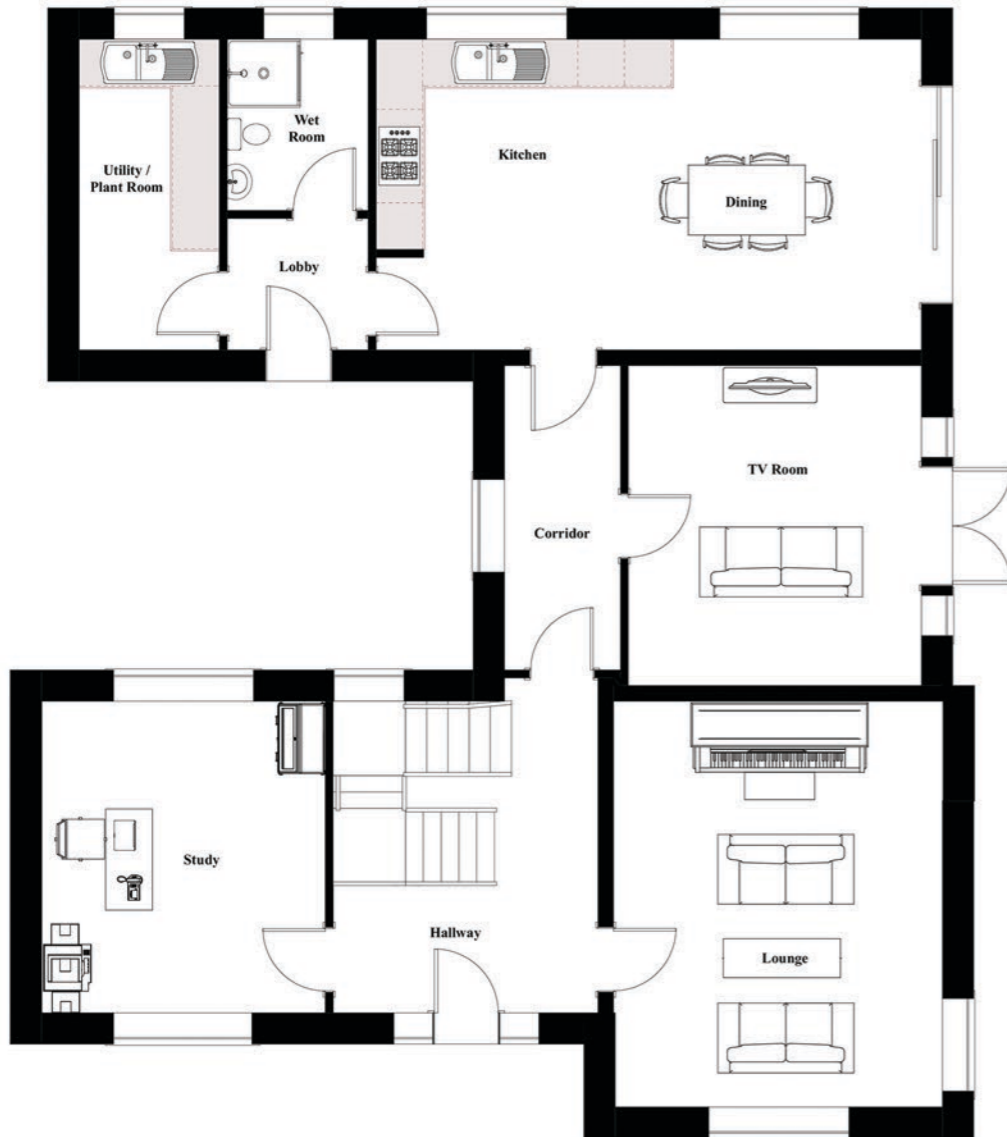 Wet
Room
Utility /
Plant Room
Kitchen
Dining
Lobby
TV Room
Corridor
Study
Hallway
Lounge